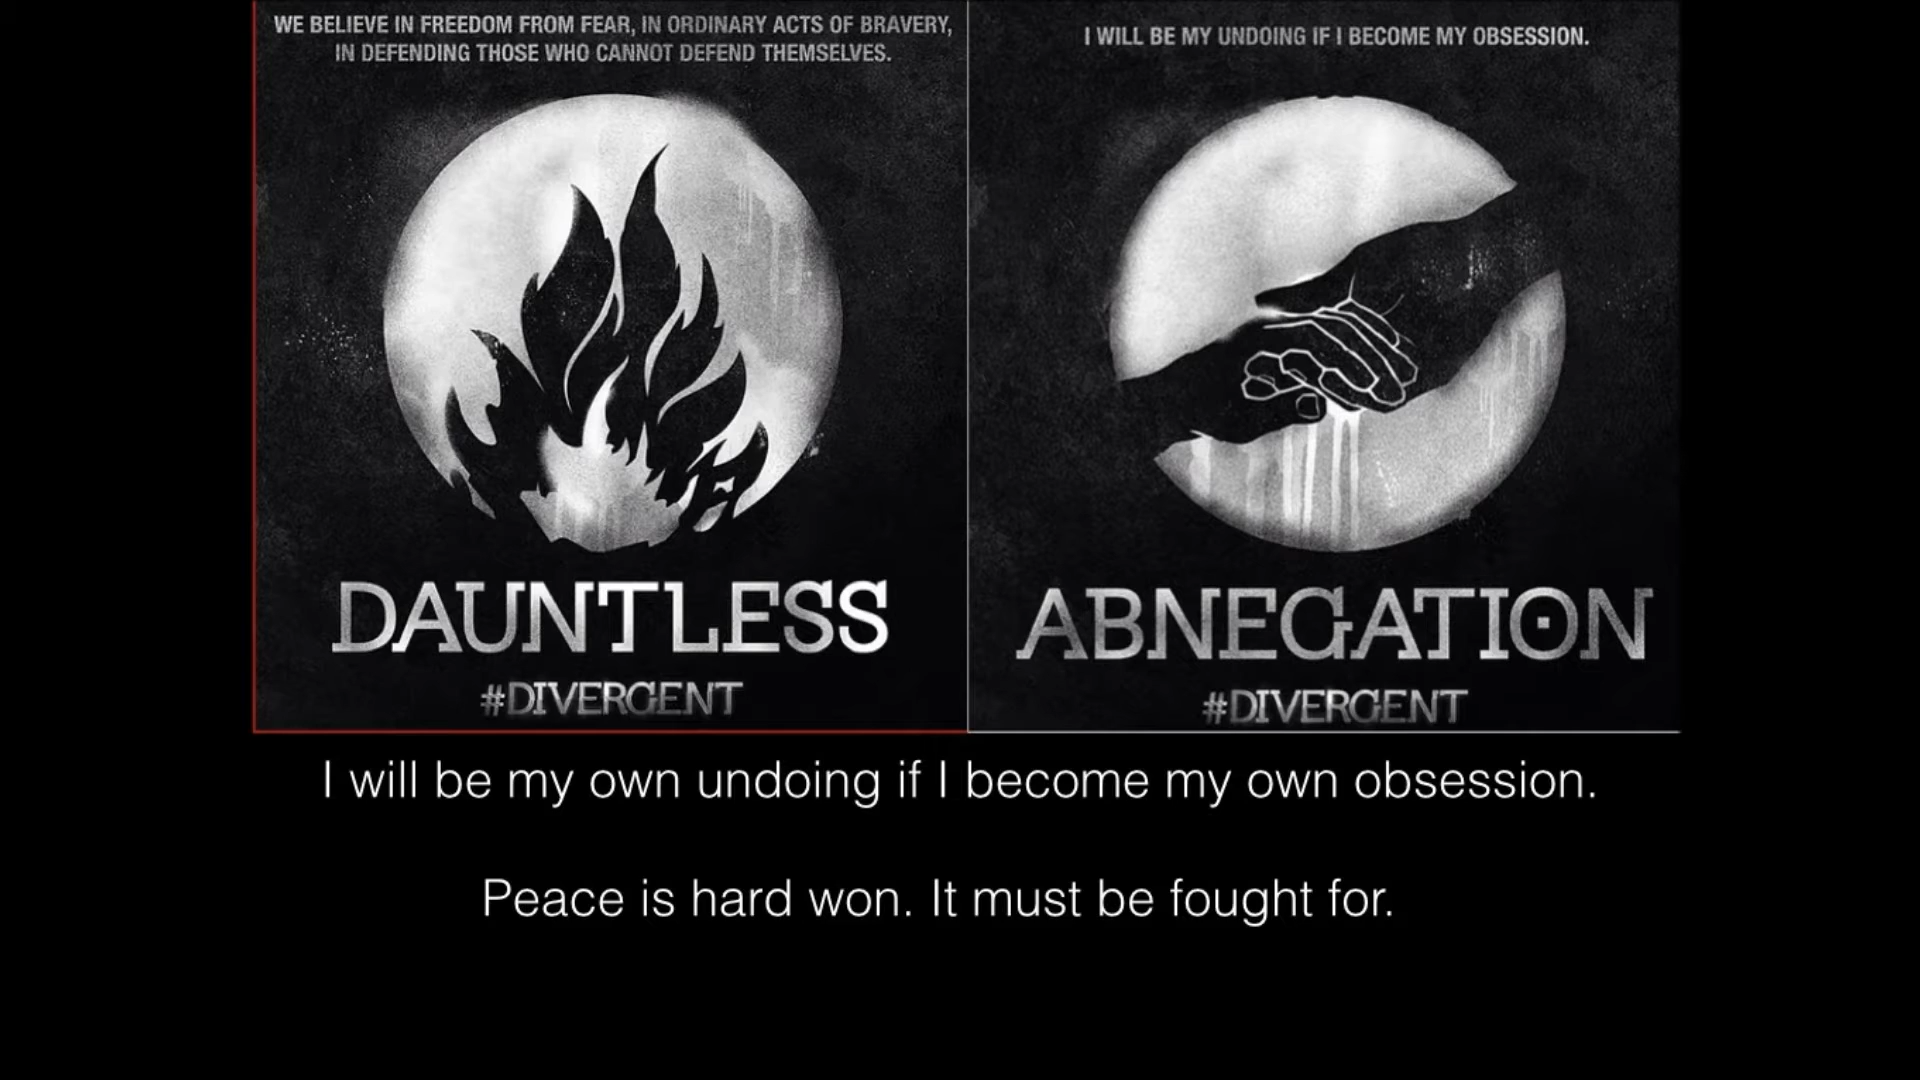 WE BELIEVE IN FREEDOM FROM FEAR, IN ORDINARY ACTS OF BRAVERY,
IN DEFENDING THOSE WHO CANNOT DEFEND THEMSELVES.
DAUNTLESS
#DIVERGENT
I WILL BE MY UNDOING IF I BECOME MY OBSESSION.
ABNEGATION
#DIVERGENT
I will be my own undoing if I become my own obsession.
Peace is hard won. It must be fought for.